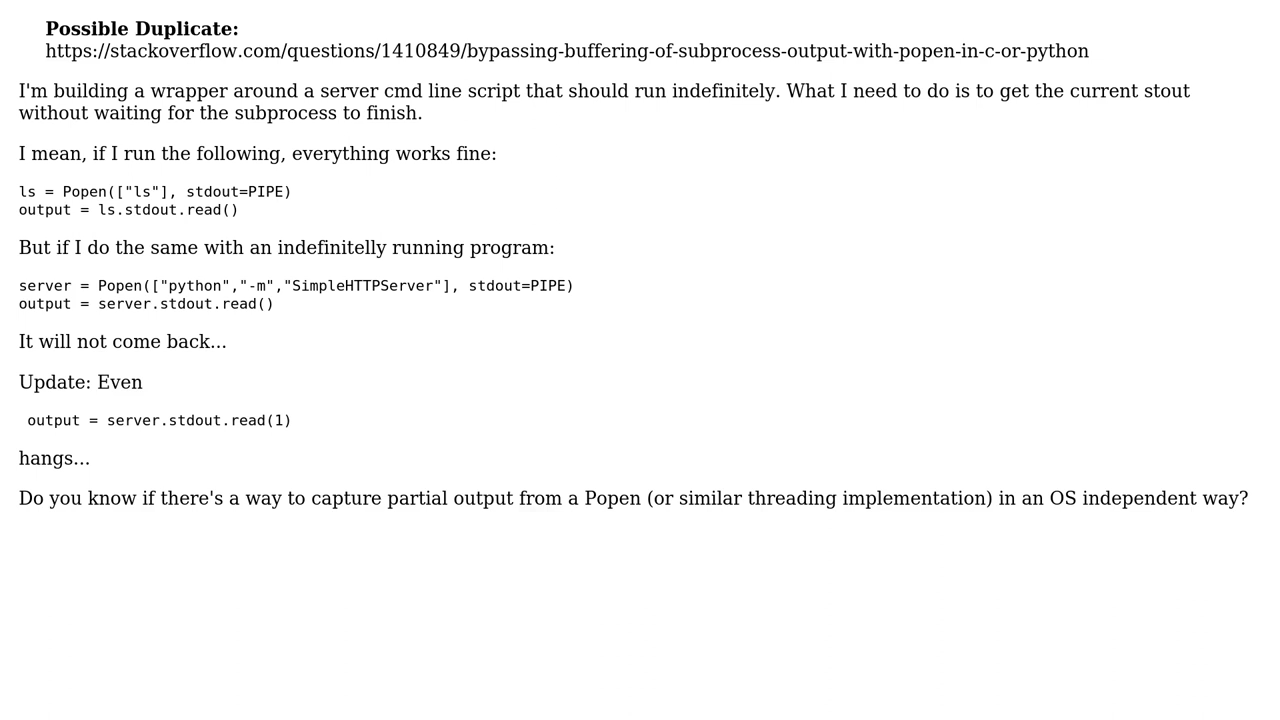 Possible Duplicate:
https://stackoverflow.com/questions/1410849/bypassing-buffering-of-subprocess-output-with-popen-in-c-or-python
I'm building a wrapper around a server cmd line script that should run indefinitely. What I need to do is to get the current stout
without waiting for the subprocess to finish.
I mean, if I run the following, everything works fine:
ls = Popen(["ls"], stdout=PIPE)
output = ls.stdout.read()
But if I do the same with an indefinitelly running program:
server = Popen(["python","-m","SimpleHTTPServer"], stdout=PIPE)
output = server.stdout.read()
It will not come back...
Update: Even
output = server.stdout.read(1)
hangs...
Do you know if there's a way to capture partial output from a Popen (or similar threading implementation) in an OS independent way?